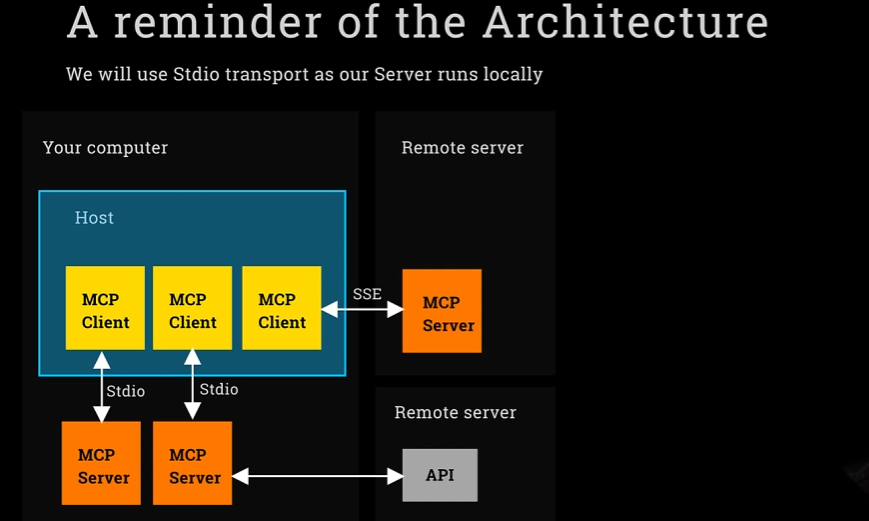 A reminder of the Architecture
We will use Stdio transport as our Server runs locally
Your computer
Remote server
Host
MCP
Client
MCP
Client
MCP
Client
SSE
MCP
Server
Stdio
Stdio
Remote server
MCP
Server
MCP
Server
API